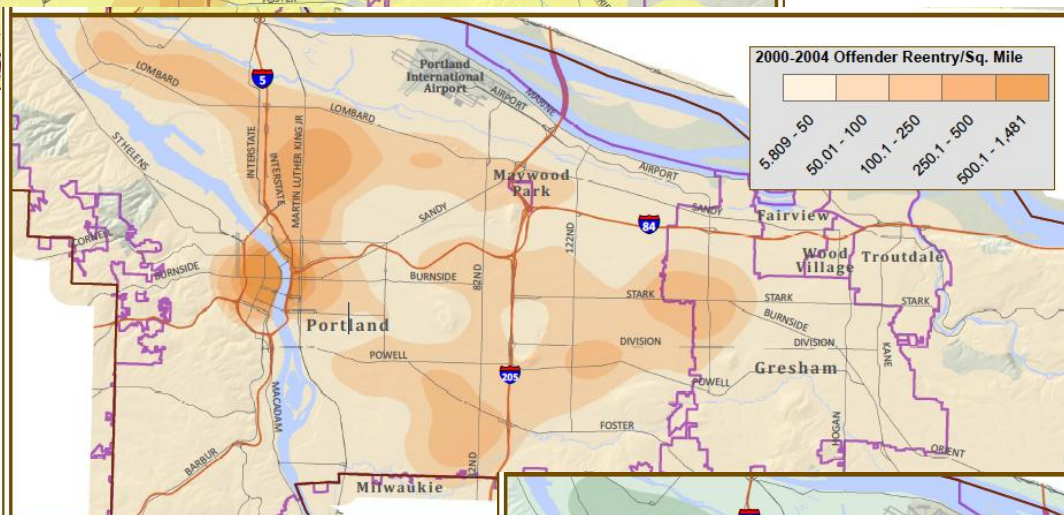 FOSTER
2000-2004 Offender Reentry/Sq. Mile
5.809 - 50
50.01 - 100
100.1 - 250
250.1 - 500
500.1 - 1,481
LOMBARD
5
Portland
International
Airport
AIRPORT
MARINE
LOMBARD
ST HELENS
INTERSTATE
INTERSTATE
MARTIN LUTHER KING JR
Maywood
Park
AIRPORT
SANDY
SANDY
Fairview
84
122ND
CORNELL
BURNSIDE
BURNSIDE
82ND
Wood
Village
Troutdale
STARK
STARK
STARK
BURNSIDE
Portland
DIVISION
DIVISION
POWELL
205
POWELL
Gresham
KANE
MACADAM
FOSTER
HOGAN
BARBUR
ORIENT
Milwaukie